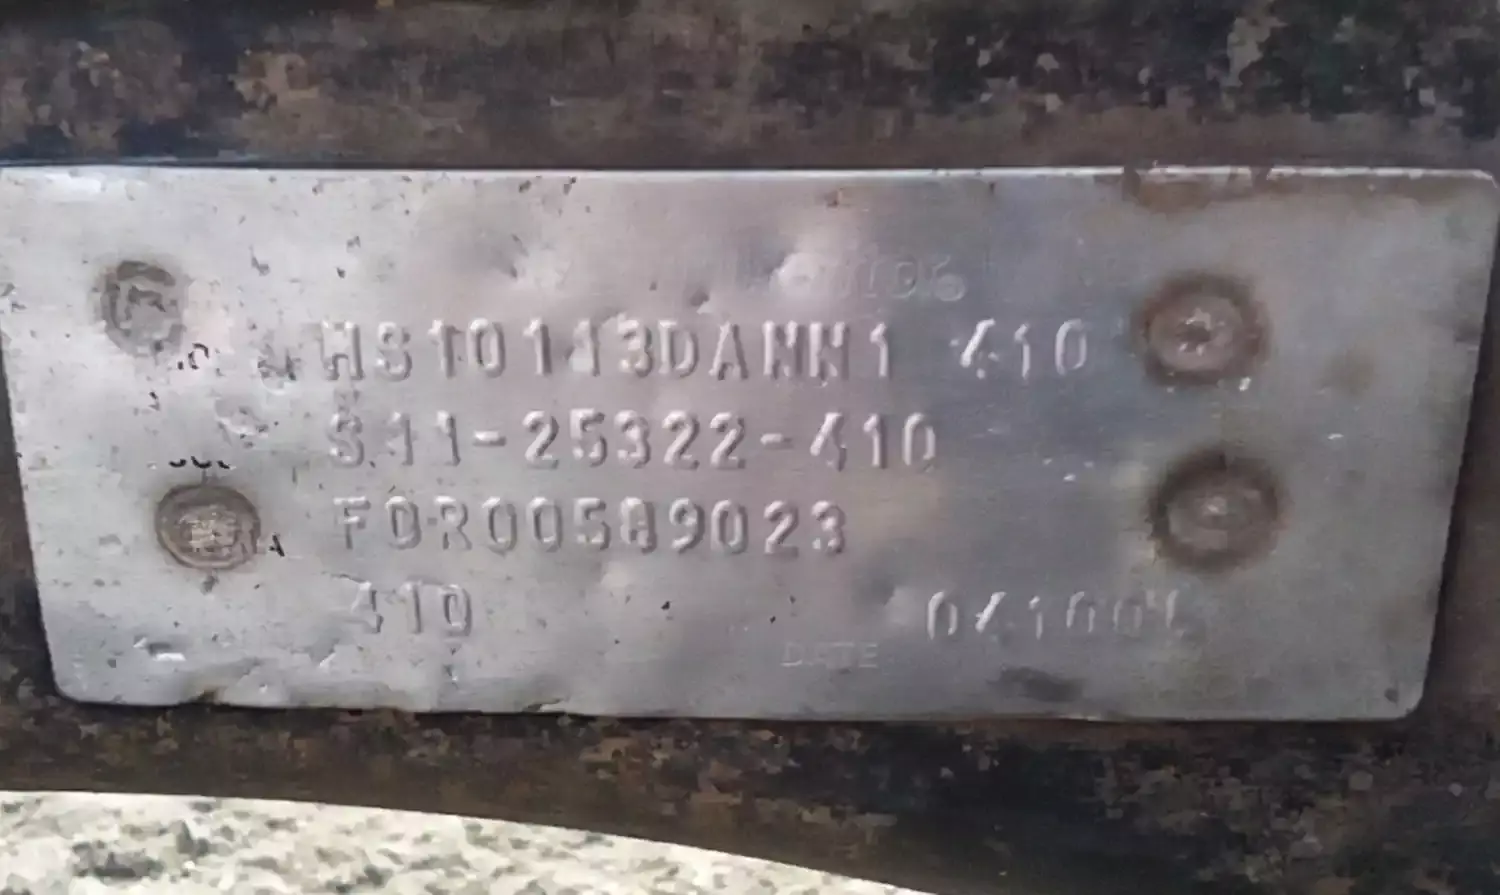 HS10113DANN1 410
S11-25322-410
FOR00589023
410
DATE